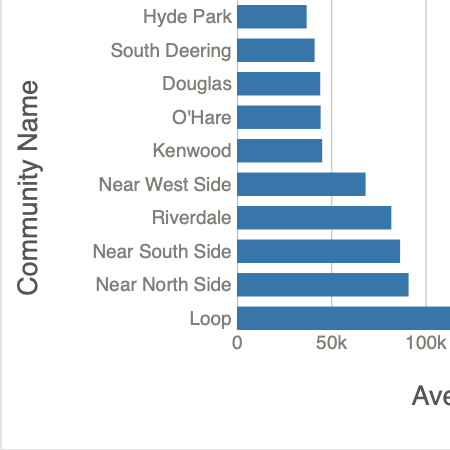 Community Name
Hyde Park
South Deering
Douglas
O'Hare
Kenwood
Near West Side
Riverdale
Near South Side
Near North Side
Loop
0
50k
100k
Ave